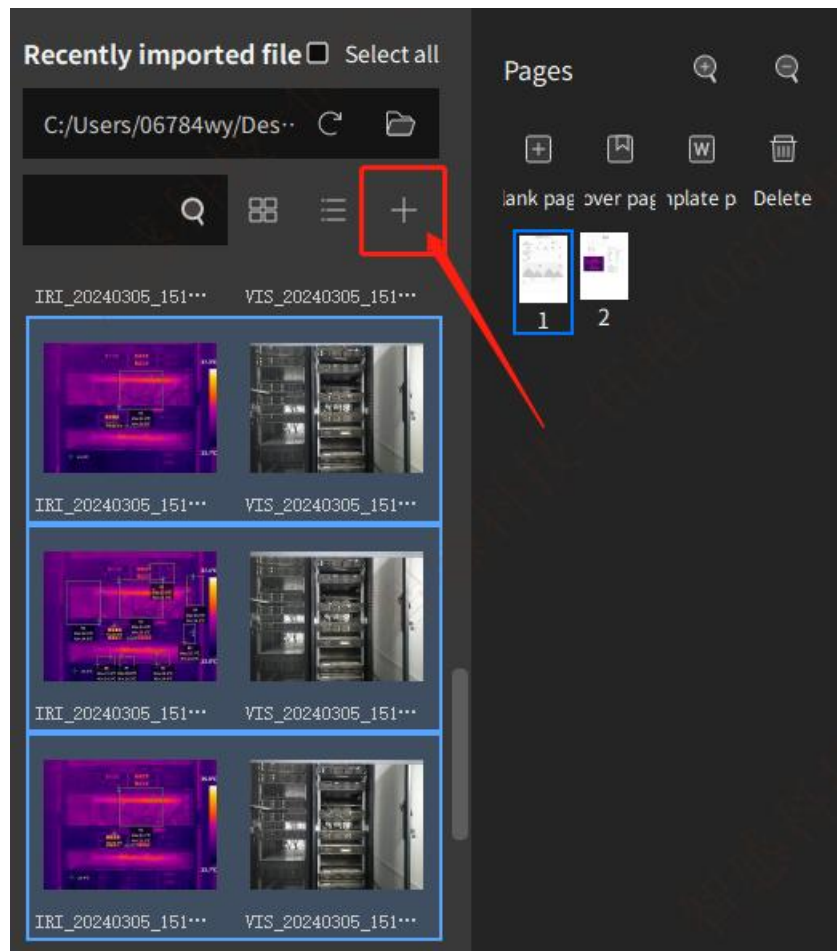 Recently imported file Select all
C:/Users/06784wy/Des··
IRI_20240305_151··· VIS_20240305_151···
IRI_20240305_151··· VIS_20240305_151···
IRI_20240305_151··· VIS_20240305_151···
IRI_20240305_151··· VIS_20240305_151···
Pages
W
lank pag over pag nplate p Delete
1 2